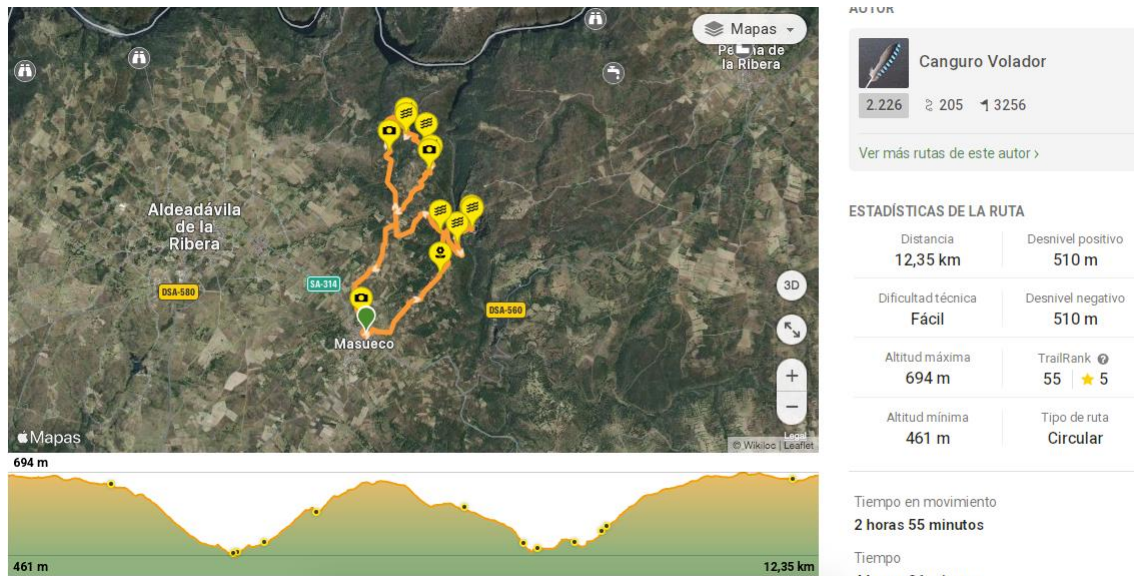 Mapas
Pe
a de
la Ribera
Aldeadávila
de la
Ribera
SA-314
DSA-580
DSA-560
Masueco
3D
+
−
Mapas
Legal
© Wikiloc | Leaflet
694 m
461 m
12,35 km
AUTOR
Canguro Volador
2.226
205
3256
Ver más rutas de este autor ›
ESTADÍSTICAS DE LA RUTA
Distancia
12,35 km
Desnivel positivo
510 m
Dificultad técnica
Fácil
Desnivel negativo
510 m
Altitud máxima
694 m
TrailRank ?
55 5
Altitud mínima
461 m
Tipo de ruta
Circular
Tiempo en movimiento
2 horas 55 minutos
Tiempo